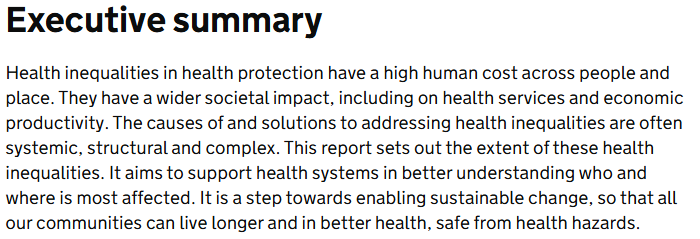 Executive summary
Health inequalities in health protection have a high human cost across people and
place. They have a wider societal impact, including on health services and economic
productivity. The causes of and solutions to addressing health inequalities are often
systemic, structural and complex. This report sets out the extent of these health
inequalities. It aims to support health systems in better understanding who and
where is most affected. It is a step towards enabling sustainable change, so that all
our communities can live longer and in better health, safe from health hazards.